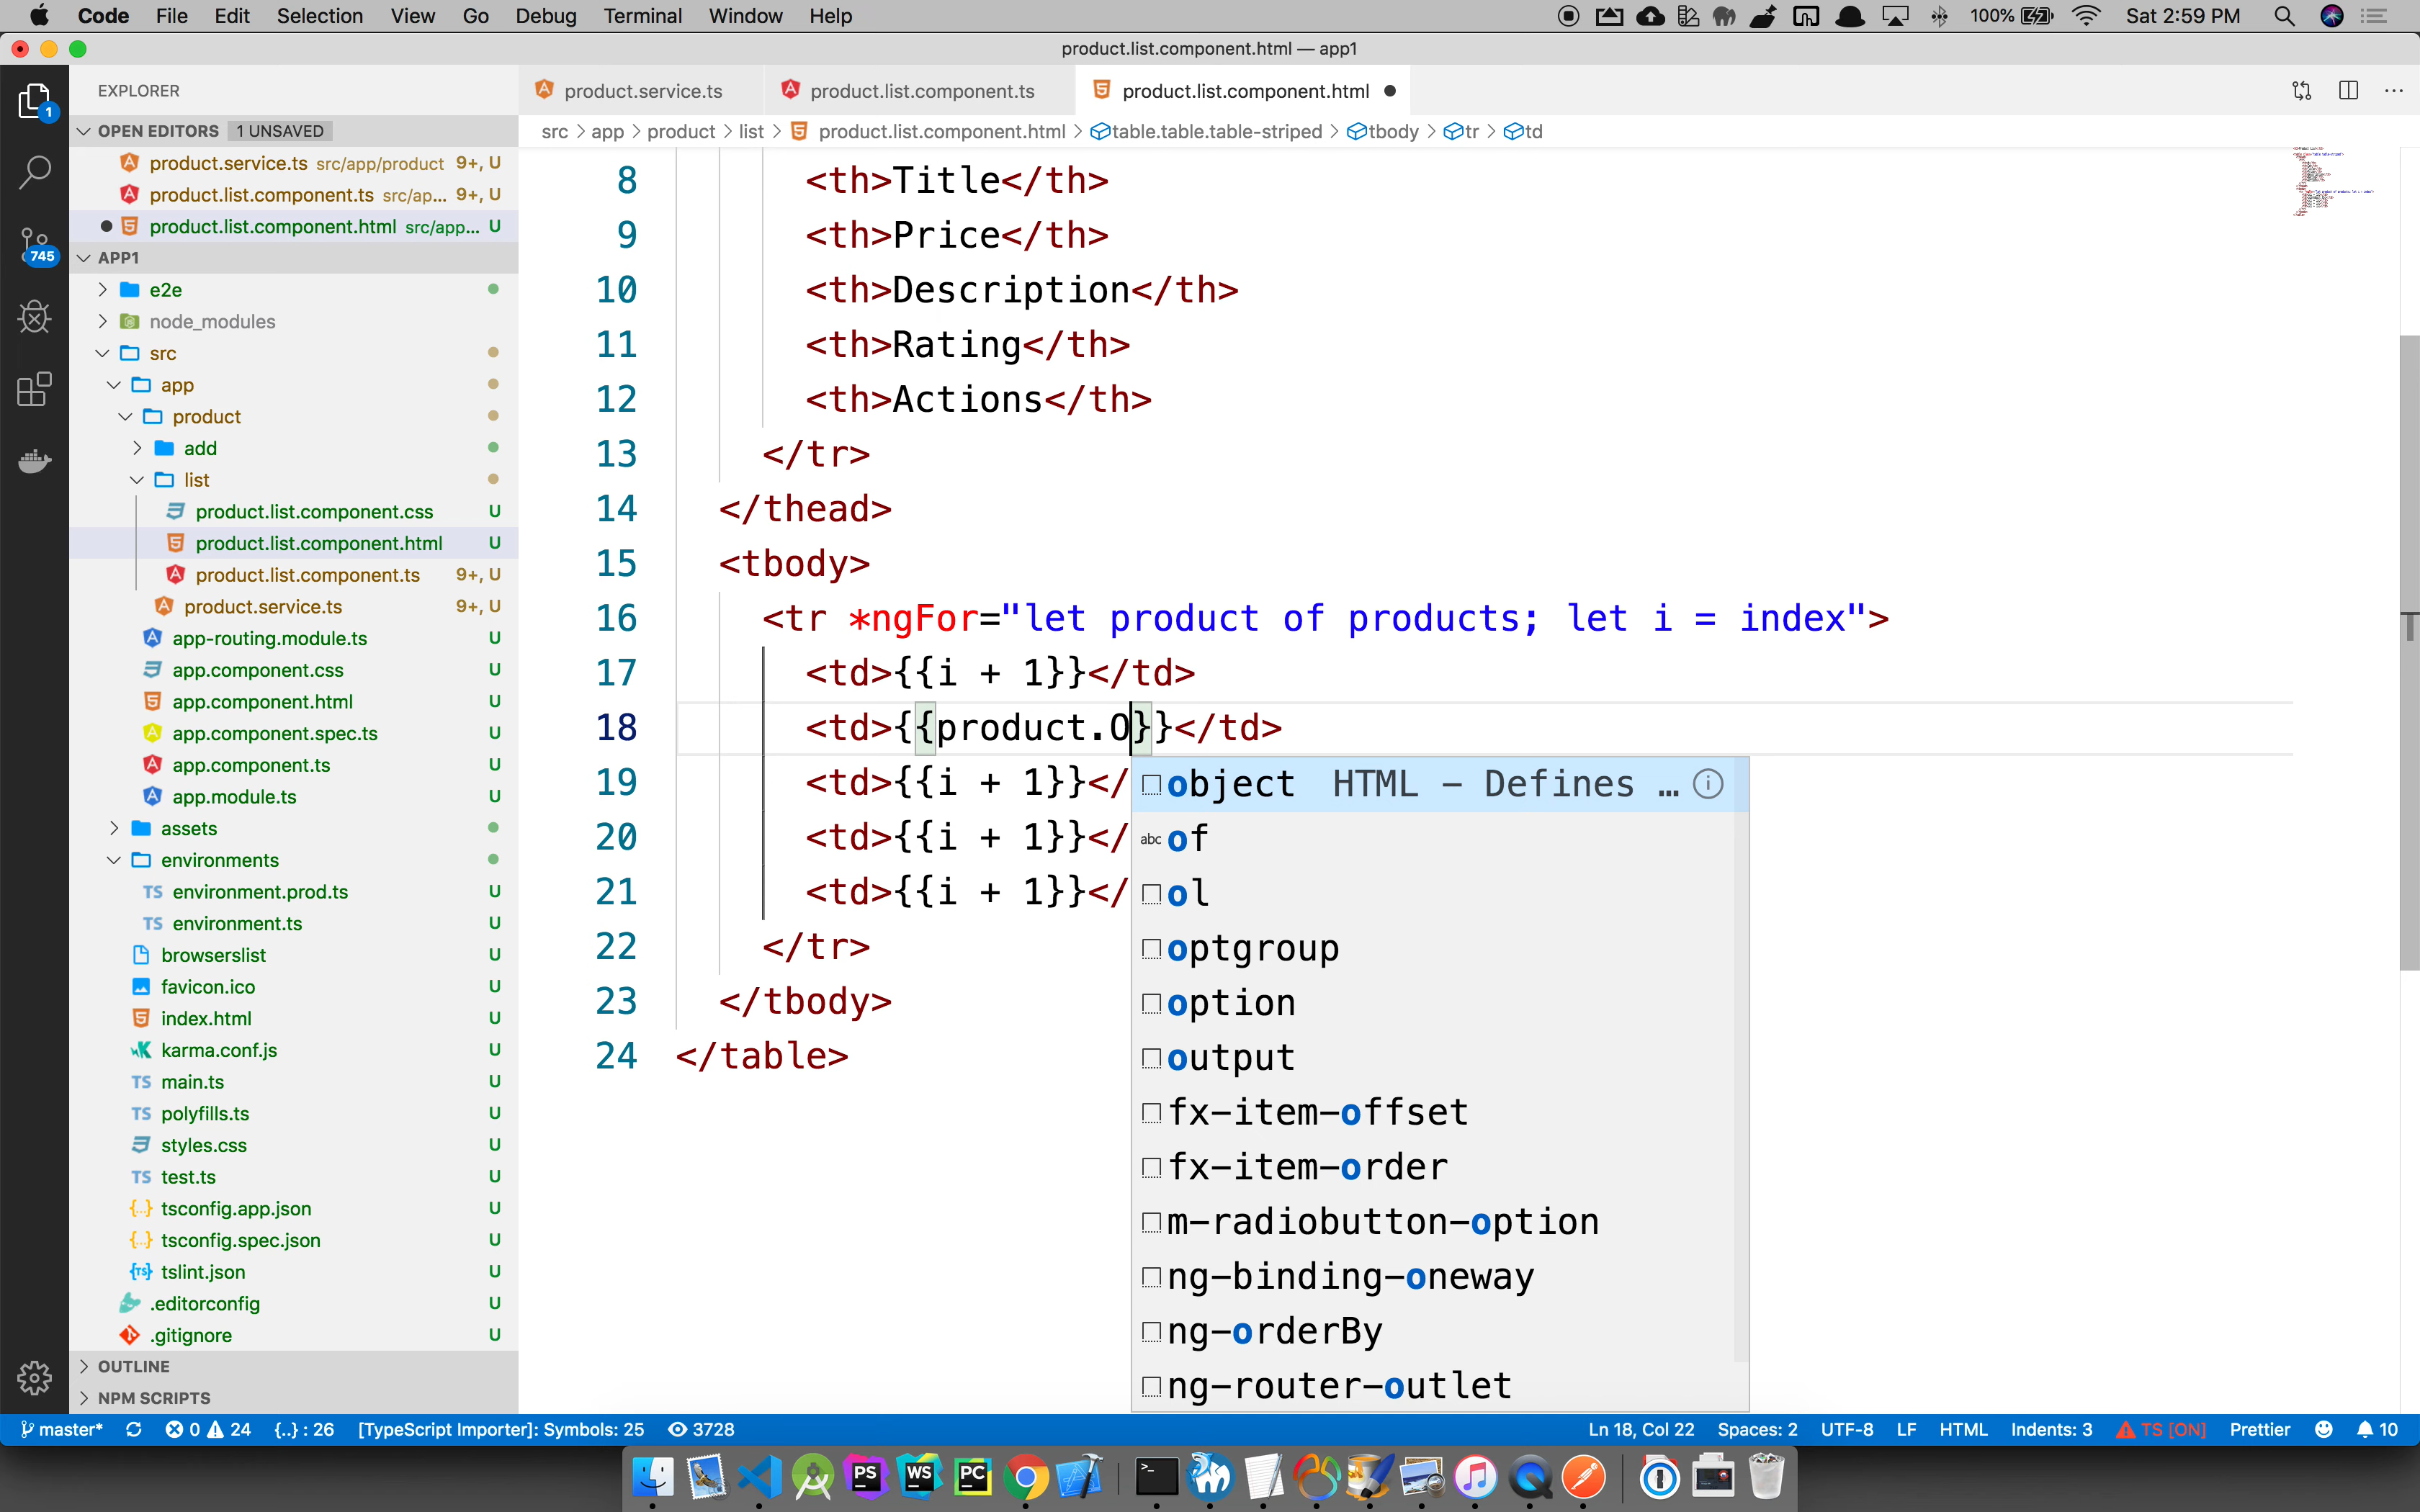 Code File Edit Selection View Go Debug Terminal Window Help
100% Sat 2:59 PM
product.list.component.html — app1
1
745
EXPLORER
OPEN EDITORS 1 UNSAVED
product.service.ts src/app/product 9+, U
product.list.component.ts src/ap... 9+, U
product.list.component.html src/app... U
APP1
e2e
node_modules
src
app
product
add
list
product.list.component.css U
product.list.component.html U
product.list.component.ts 9+, U
product.service.ts 9+, U
app-routing.module.ts U
app.component.css U
app.component.html U
app.component.spec.ts U
app.component.ts U
app.module.ts U
assets
environments
TS environment.prod.ts U
TS environment.ts U
browserslist U
favicon.ico U
index.html U
karma.conf.js U
TS main.ts U
TS polyfills.ts U
styles.css U
TS test.ts U
tsconfig.app.json U
tsconfig.spec.json U
tslint.json U
.editorconfig U
.gitignore U
OUTLINE
NPM SCRIPTS
product.service.ts product.list.component.ts product.list.component.html
src > app > product > list > product.list.component.html > table.table.table-striped > tbody > tr > td
8 <th>Title</th>
9 <th>Price</th>
10 <th>Description</th>
11 <th>Rating</th>
12 <th>Actions</th>
13 </tr>
14 </thead>
15 <tbody>
16 <tr *ngFor="let product of products; let i = index">
17 <td>{{i + 1}}</td>
18 <td>{{product.O}}</td>
19 <td>{{i + 1}}</
20 <td>{{i + 1}}</
21 <td>{{i + 1}}</
22 </tr>
23 </tbody>
24 </table>
object HTML – Defines …
abc of
ol
optgroup
option
output
fx-item-offset
fx-item-order
m-radiobutton-option
ng-binding-oneway
ng-orderBy
ng-router-outlet
master* 0 24 {..} : 26 [TypeScript Importer]: Symbols: 25 3728
Ln 18, Col 22 Spaces: 2 UTF-8 LF HTML Indents: 3 TS [ON] Prettier 10
PS WS PC